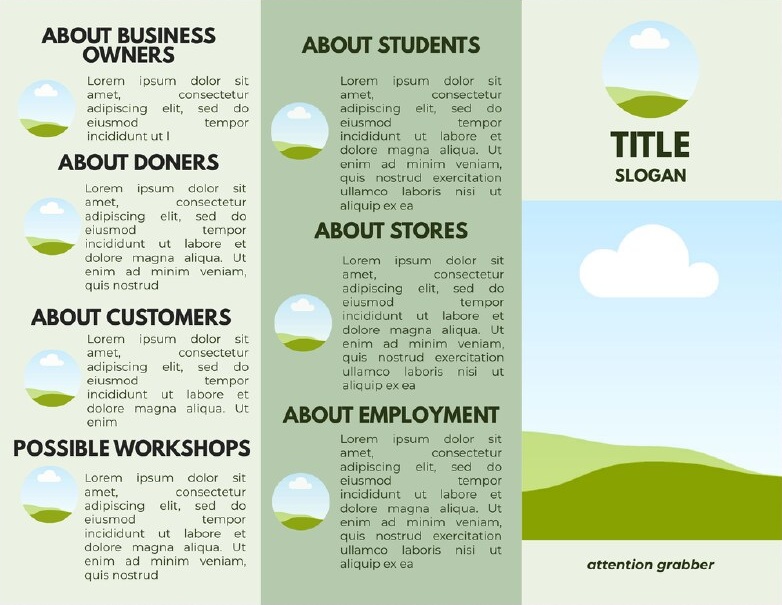 ABOUT BUSINESS
OWNERS
Lorem ipsum dolor sit
amet, consectetur
adipiscing elit, sed do
eiusmod tempor
incididunt ut l
ABOUT DONERS
Lorem ipsum dolor sit
amet, consectetur
adipiscing elit, sed do
eiusmod tempor
incididunt ut labore et
dolore magna aliqua. Ut
enim ad minim veniam,
quis nostrud
ABOUT CUSTOMERS
Lorem ipsum dolor sit
amet, consectetur
adipiscing elit, sed do
eiusmod tempor
incididunt ut labore et
dolore magna aliqua. Ut
enim
POSSIBLE WORKSHOPS
Lorem ipsum dolor sit
amet, consectetur
adipiscing elit, sed do
eiusmod tempor
incididunt ut labore et
dolore magna aliqua. Ut
enim ad minim veniam,
quis nostrud
ABOUT STUDENTS
Lorem ipsum dolor sit
amet, consectetur
adipiscing elit, sed do
eiusmod tempor
incididunt ut labore et
dolore magna aliqua. Ut
enim ad minim veniam,
quis nostrud exercitation
ullamco laboris nisi ut
aliquip ex ea
ABOUT STORES
Lorem ipsum dolor sit
amet, consectetur
adipiscing elit, sed do
eiusmod tempor
incididunt ut labore et
dolore magna aliqua. Ut
enim ad minim veniam,
quis nostrud exercitation
ullamco laboris nisi ut
aliquip ex ea
ABOUT EMPLOYMENT
Lorem ipsum dolor sit
amet, consectetur
adipiscing elit, sed do
eiusmod tempor
incididunt ut labore et
dolore magna aliqua. Ut
enim ad minim veniam,
quis nostrud exercitation
ullamco laboris nisi ut
aliquip ex ea
TITLE
SLOGAN
attention grabber